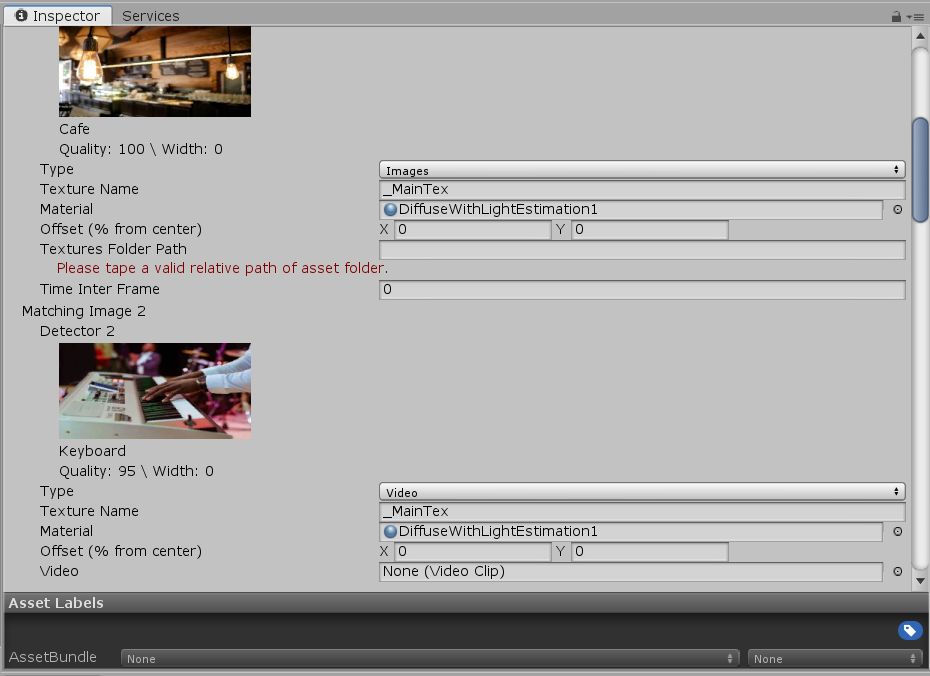 Inspector Services
Cafe
Quality: 100 \ Width: 0
Type Images
Texture Name _MainTex
Material DiffuseWithLightEstimation1
Offset (% from center) X 0 Y 0
Textures Folder Path
Please tape a valid relative path of asset folder.
Time Inter Frame 0
Matching Image 2
Detector 2
Keyboard
Quality: 95 \ Width: 0
Type Video
Texture Name _MainTex
Material DiffuseWithLightEstimation1
Offset (% from center) X 0 Y 0
Video None (Video Clip)
Asset Labels
AssetBundle None None